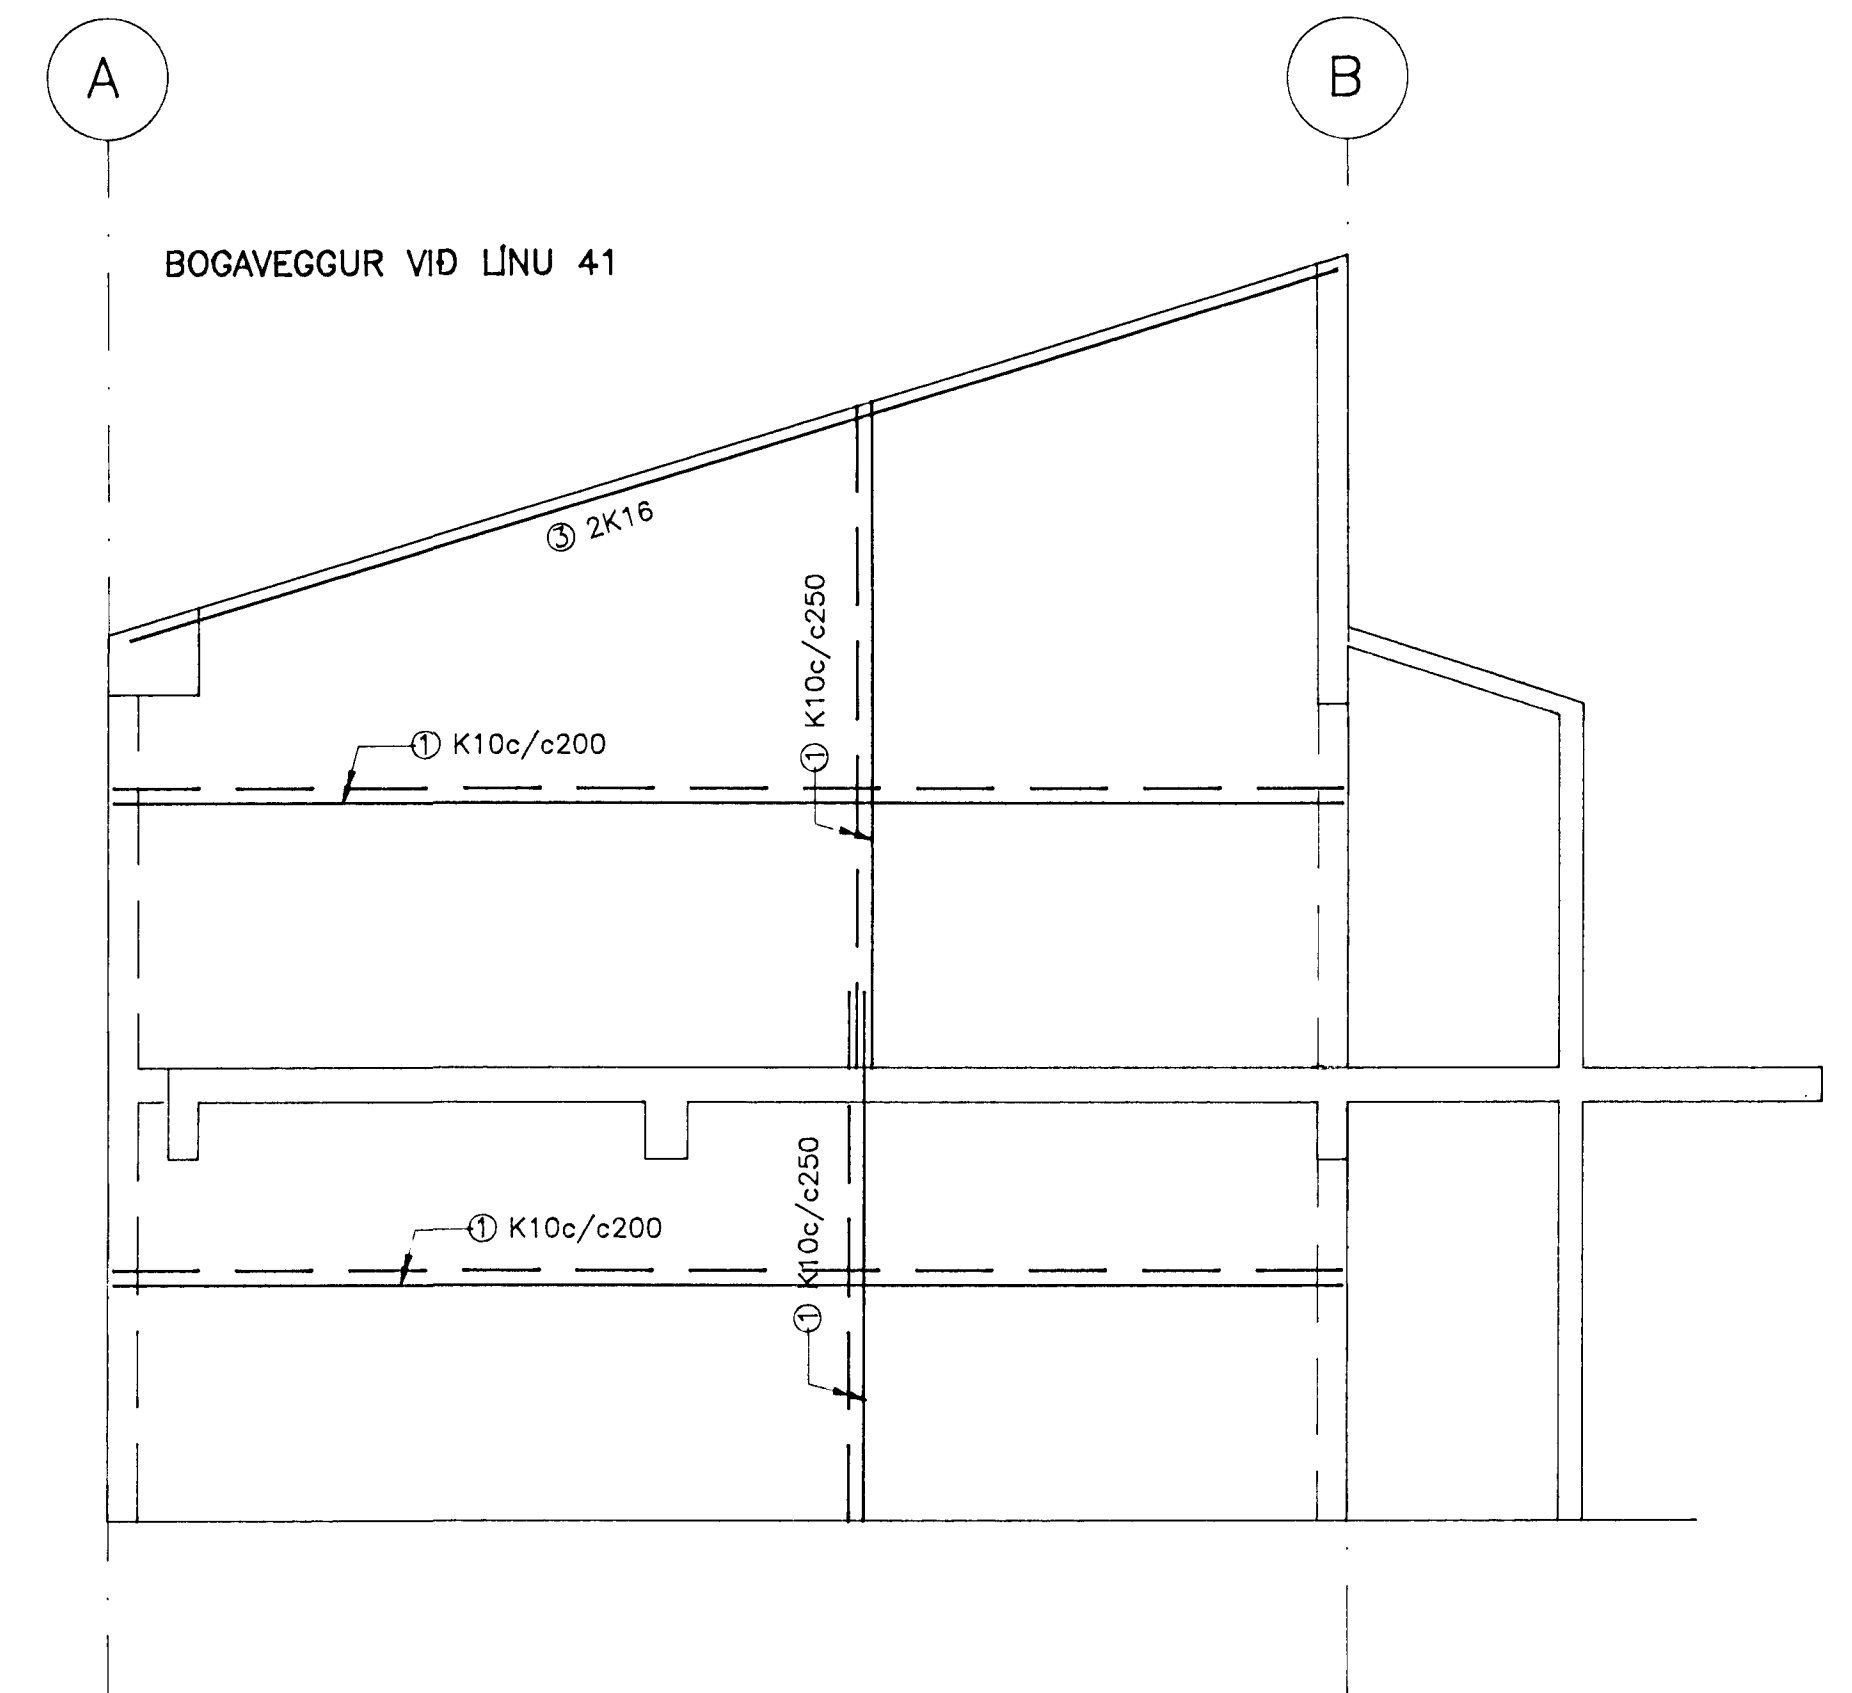 A
B
BOGAVEGGUR VIÐ LÍNU 41
③ 2K16
① K10c/c250
① K10c/c200
① K10c/c250
① K10c/c200